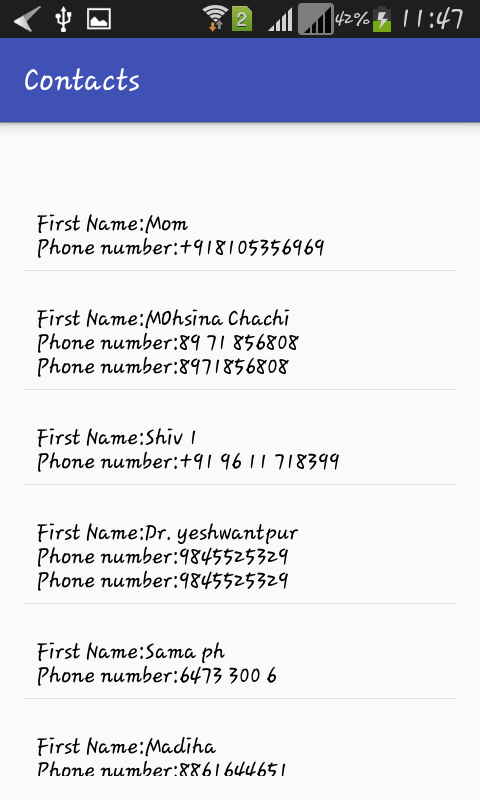 2
42%
11:47
Contacts
First Name:Mom
Phone number:+918105356969
First Name:MOhsina Chachi
Phone number:89 71 856808
Phone number:8971856808
First Name:Shiv 1
Phone number:+91 96 11 718399
First Name:Dr. yeshwantpur
Phone number:9845525329
Phone number:9845525329
First Name:Sama ph
Phone number:6473 300 6
First Name:Madiha
Phone number:8861644651